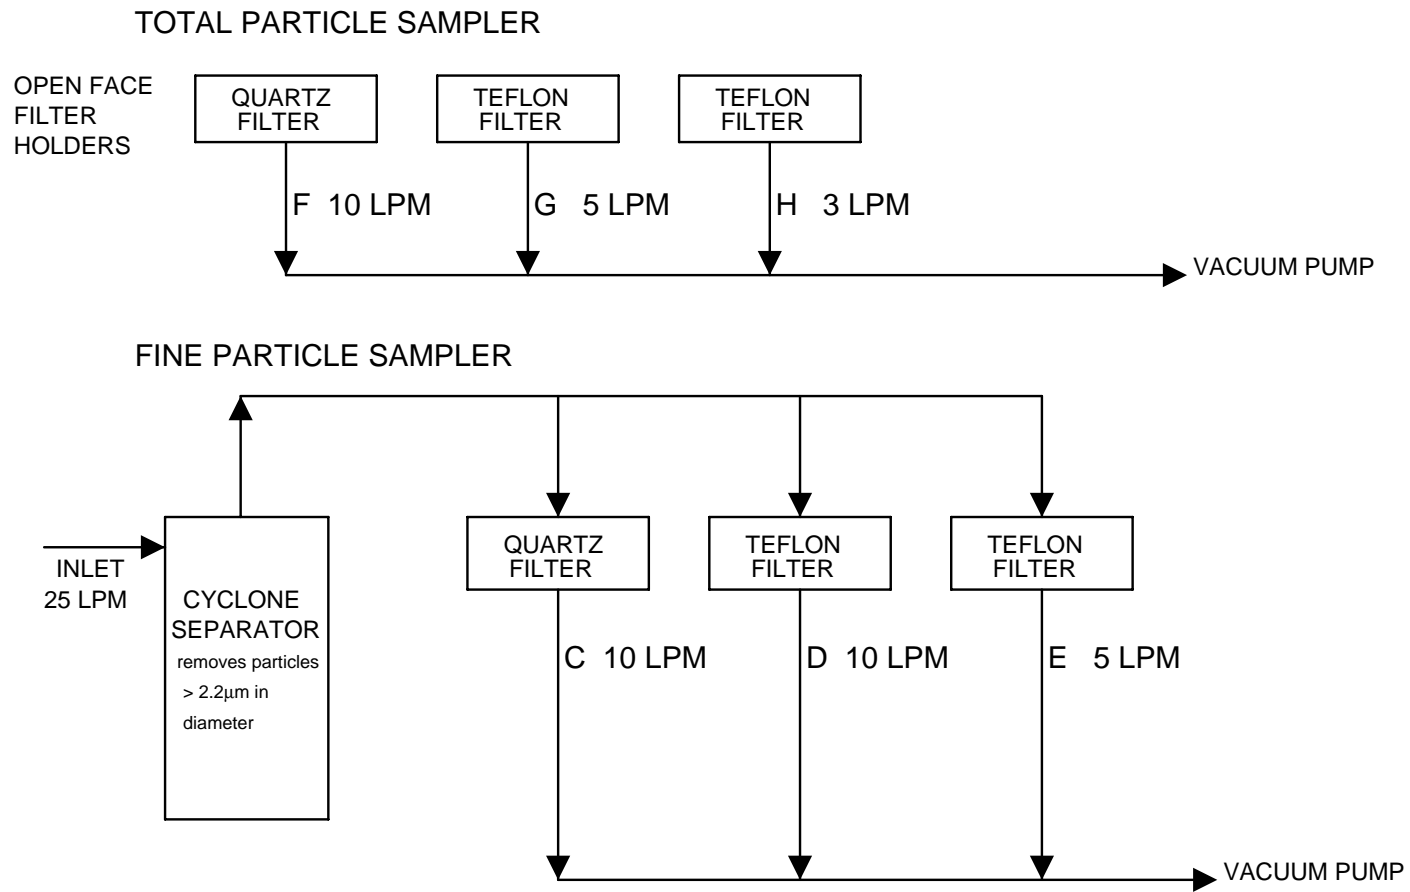 TOTAL PARTICLE SAMPLER
OPEN FACE
FILTER
HOLDERS
QUARTZ
FILTER
TEFLON
FILTER
TEFLON
FILTER
F 10 LPM
G 5 LPM
H 3 LPM
VACUUM PUMP
FINE PARTICLE SAMPLER
INLET
25 LPM
CYCLONE
SEPARATOR
removes particles
> 2.2μm in
diameter
QUARTZ
FILTER
TEFLON
FILTER
TEFLON
FILTER
C 10 LPM
D 10 LPM
E 5 LPM
VACUUM PUMP